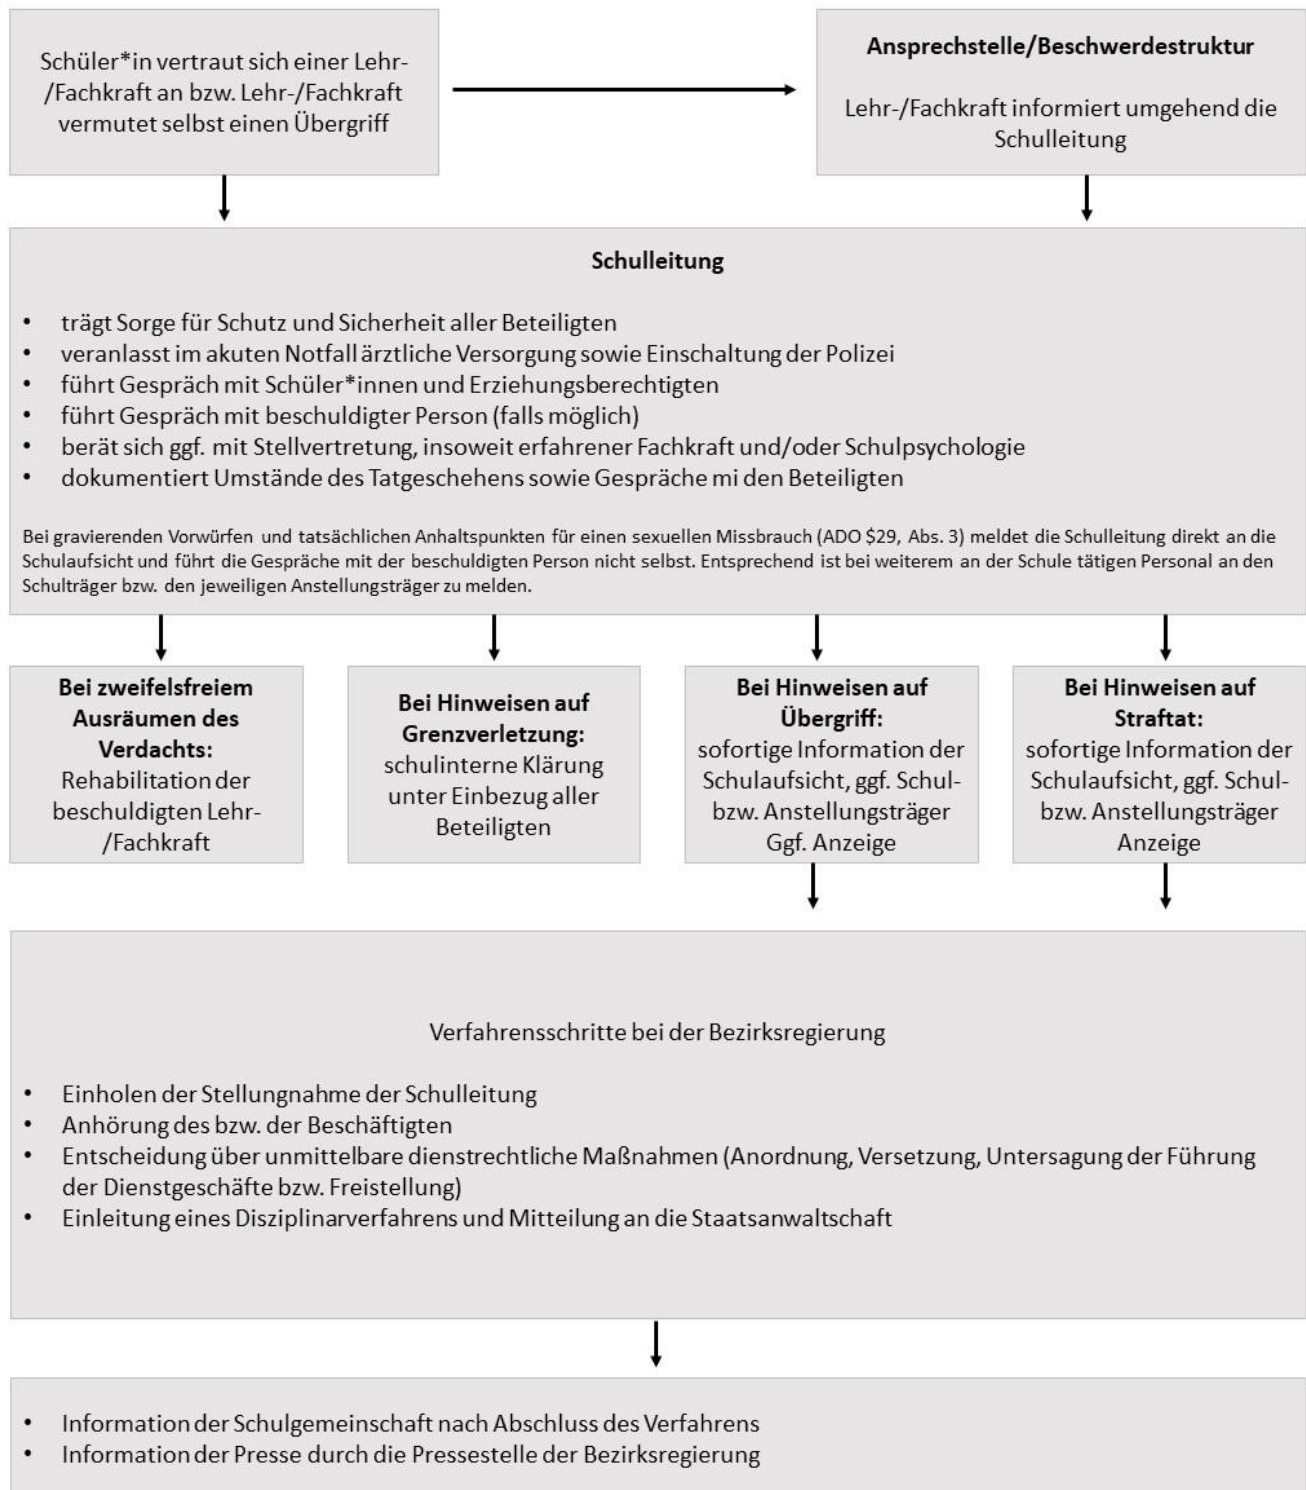 Schüler*in vertraut sich einer Lehr-
/Fachkraft an bzw. Lehr-/Fachkraft
vermutet selbst einen Übergriff
Ansprechstelle/Beschwerdestruktur
Lehr-/Fachkraft informiert umgehend die
Schulleitung
Schulleitung
• trägt Sorge für Schutz und Sicherheit aller Beteiligten
• veranlasst im akuten Notfall ärztliche Versorgung sowie Einschaltung der Polizei
• führt Gespräch mit Schüler*innen und Erziehungsberechtigten
• führt Gespräch mit beschuldigter Person (falls möglich)
• berät sich ggf. mit Stellvertretung, insoweit erfahrener Fachkraft und/oder Schulpsychologie
• dokumentiert Umstände des Tatgeschehens sowie Gespräche mi den Beteiligten
Bei gravierenden Vorwürfen und tatsächlichen Anhaltspunkten für einen sexuellen Missbrauch (ADO $29, Abs. 3) meldet die Schulleitung direkt an die
Schulaufsicht und führt die Gespräche mit der beschuldigten Person nicht selbst. Entsprechend ist bei weiterem an der Schule tätigen Personal an den
Schulträger bzw. den jeweiligen Anstellungsträger zu melden.
Bei zweifelsfreiem
Ausräumen des
Verdachts:
Rehabilitation der
beschuldigten Lehr-
/Fachkraft
Bei Hinweisen auf
Grenzverletzung:
schulinterne Klärung
unter Einbezug aller
Beteiligten
Bei Hinweisen auf
Übergriff:
sofortige Information der
Schulaufsicht, ggf. Schul-
bzw. Anstellungsträger
Ggf. Anzeige
Bei Hinweisen auf
Straftat:
sofortige Information der
Schulaufsicht, ggf. Schul-
bzw. Anstellungsträger
Anzeige
Verfahrensschritte bei der Bezirksregierung
• Einholen der Stellungnahme der Schulleitung
• Anhörung des bzw. der Beschäftigten
• Entscheidung über unmittelbare dienstrechtliche Maßnahmen (Anordnung, Versetzung, Untersagung der Führung
der Dienstgeschäfte bzw. Freistellung)
• Einleitung eines Disziplinarverfahrens und Mitteilung an die Staatsanwaltschaft
• Information der Schulgemeinschaft nach Abschluss des Verfahrens
• Information der Presse durch die Pressestelle der Bezirksregierung